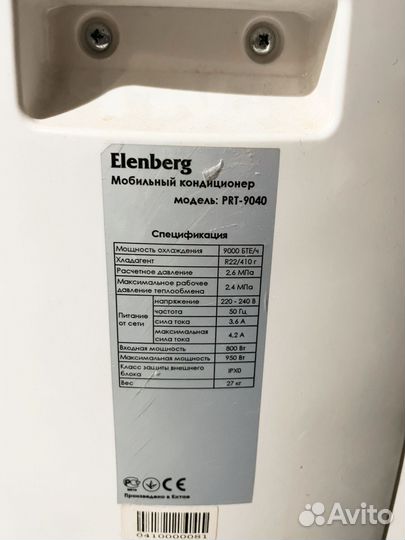 Elenberg
Мобильный кондиционер
модель: PRT-9040
Спецификация
Мощность охлаждения 9000 БТЕ/ч
Хладагент R22/410 г
Расчетное давление 2,6 МПа
Максимальное рабочее давление теплообмена 2,4 МПа
Питание от сети
напряжение 220 - 240 В
частота 50 Гц
сила тока 3,6 А
максимальная сила тока 4,2 А
Входная мощность 800 Вт
Максимальная мощность 950 Вт
Класс защиты внешнего блока IPX0
Вес 27 кг
CE
Произведено в Китае
0410000081
Avito